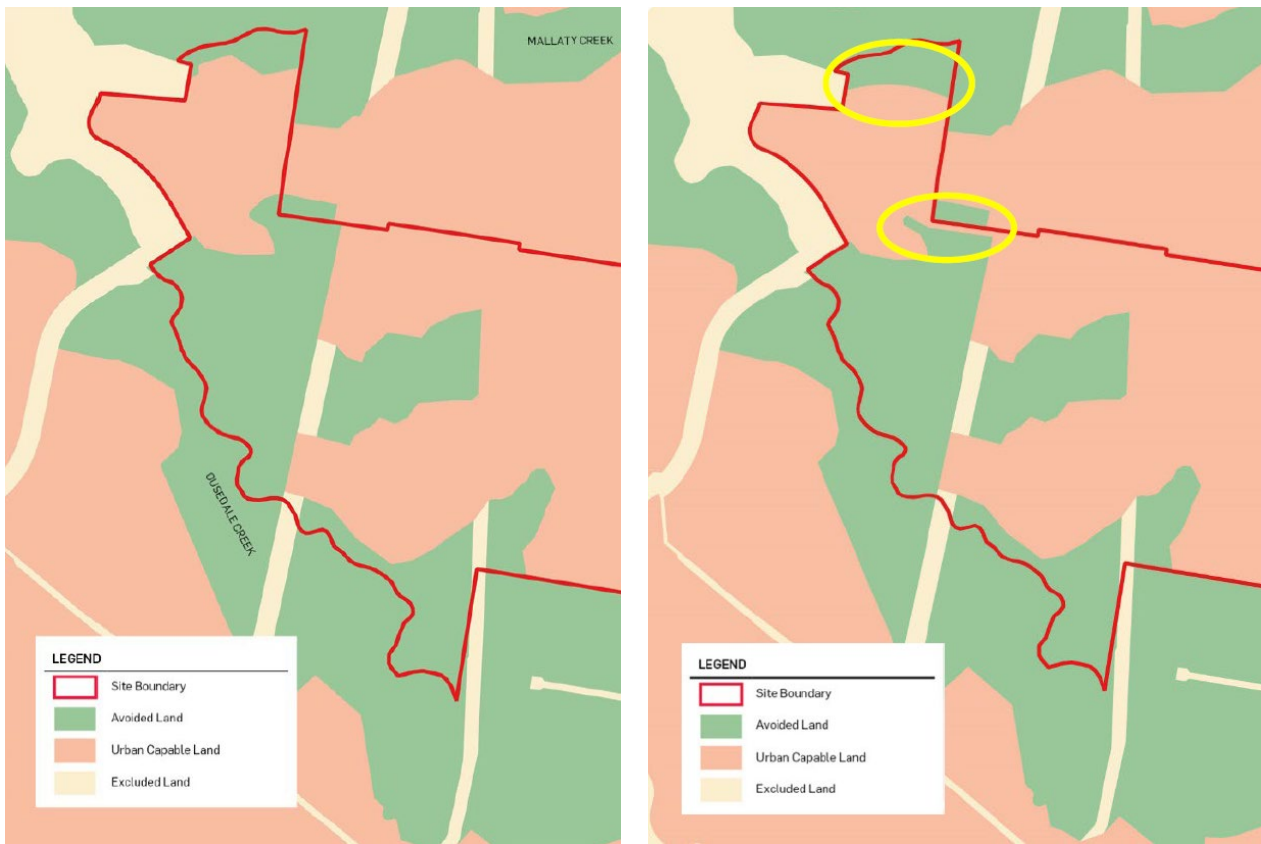 MALLATY CREEK
DUSEDALE CREEK
LEGEND
Site Boundary
Avoided Land
Urban Capable Land
Excluded Land
LEGEND
Site Boundary
Avoided Land
Urban Capable Land
Excluded Land